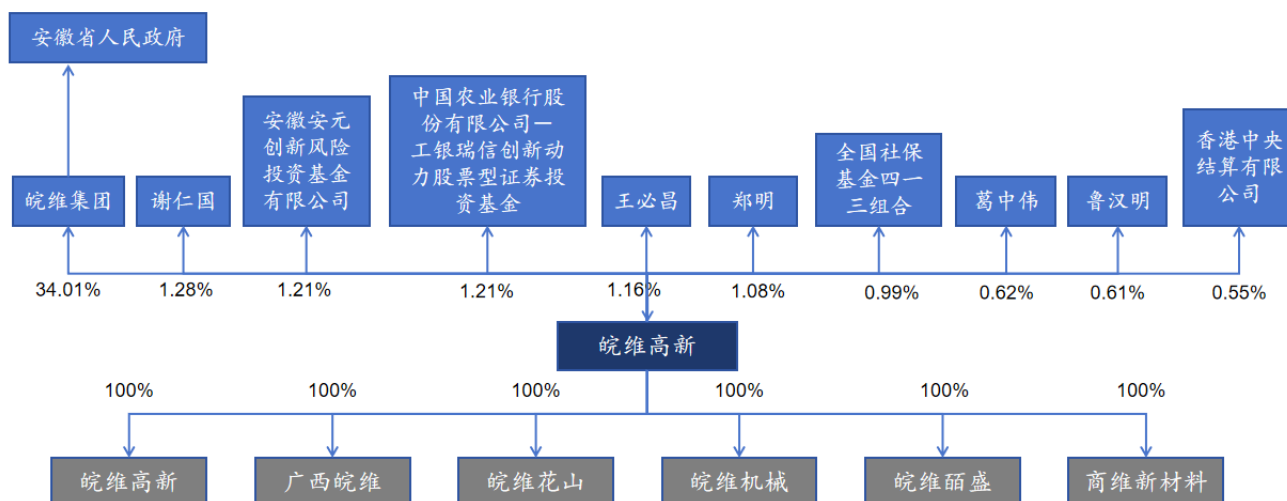 安徽省人民政府
皖维集团
谢仁国
安徽安元
创新风险
投资基金
有限公司
中国农业银行股
份有限公司—
工银瑞信创新动
力股票型证券投
资基金
王必昌
郑明
全国社保
基金四一
三组合
葛中伟
鲁汉明
香港中央
结算有限
公司
34.01%
1.28%
1.21%
1.21%
1.16%
1.08%
0.99%
0.62%
0.61%
0.55%
皖维高新
100%
100%
100%
100%
100%
100%
皖维高新
广西皖维
皖维花山
皖维机械
皖维皕盛
商维新材料